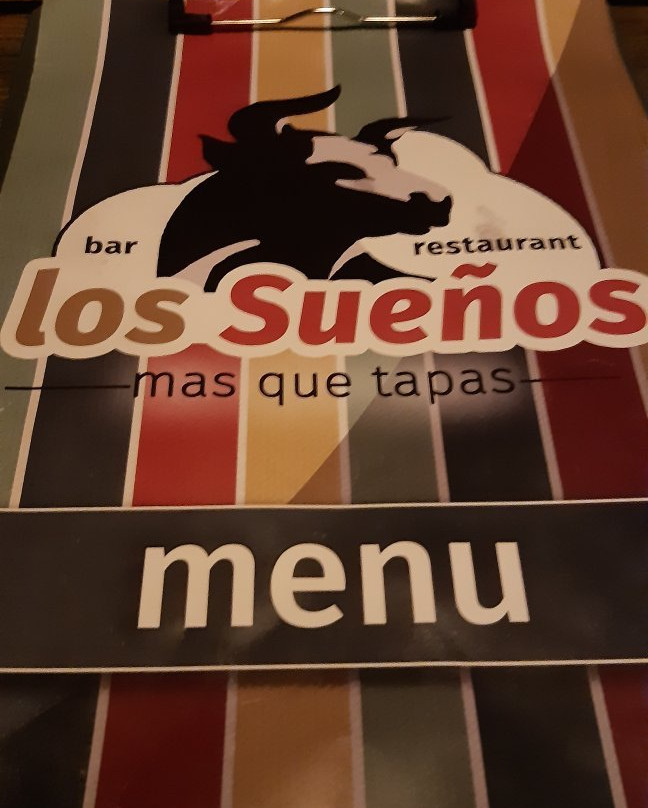 bar restaurant
los Sueños
mas que tapas
menu